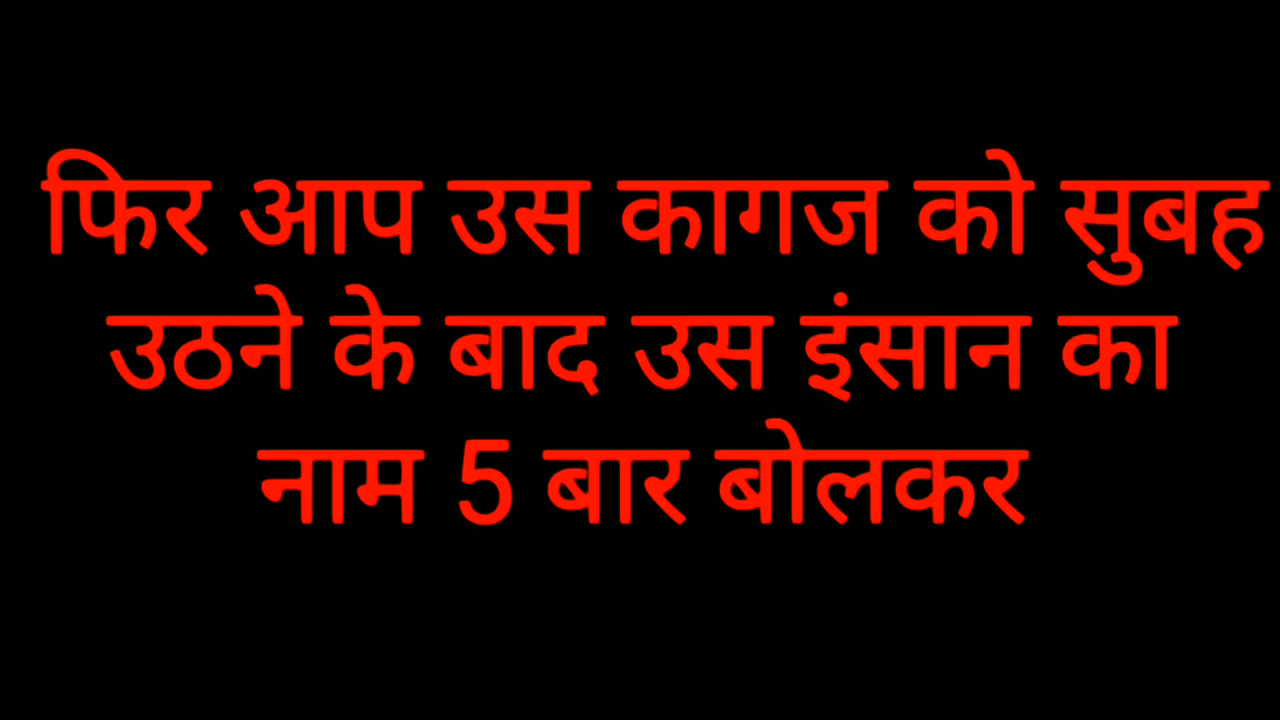 फिर आप उस कागज को सुबह
उठने के बाद उस इंसान का
नाम 5 बार बोलकर